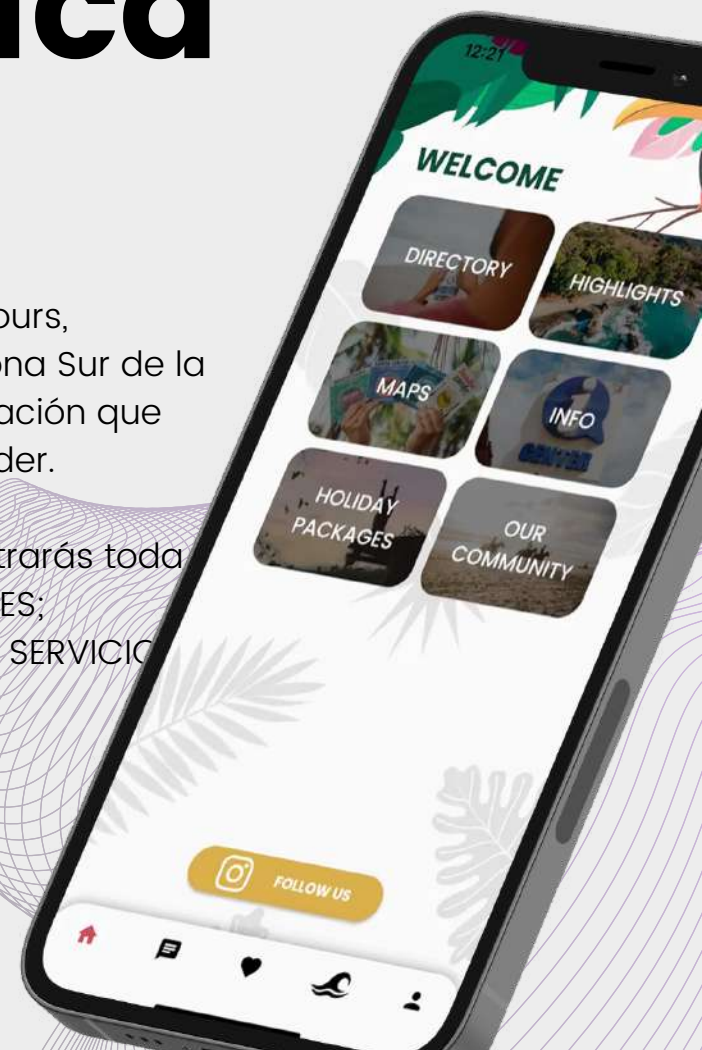 ours,
ona Sur de la
ación que
der.
trarás toda
ES;
SERVICIO
12:21
WELCOME
DIRECTORY
HIGHLIGHTS
MAPS
INFO
CENTER
HOLIDAY
PACKAGES
OUR
COMMUNITY
FOLLOW US